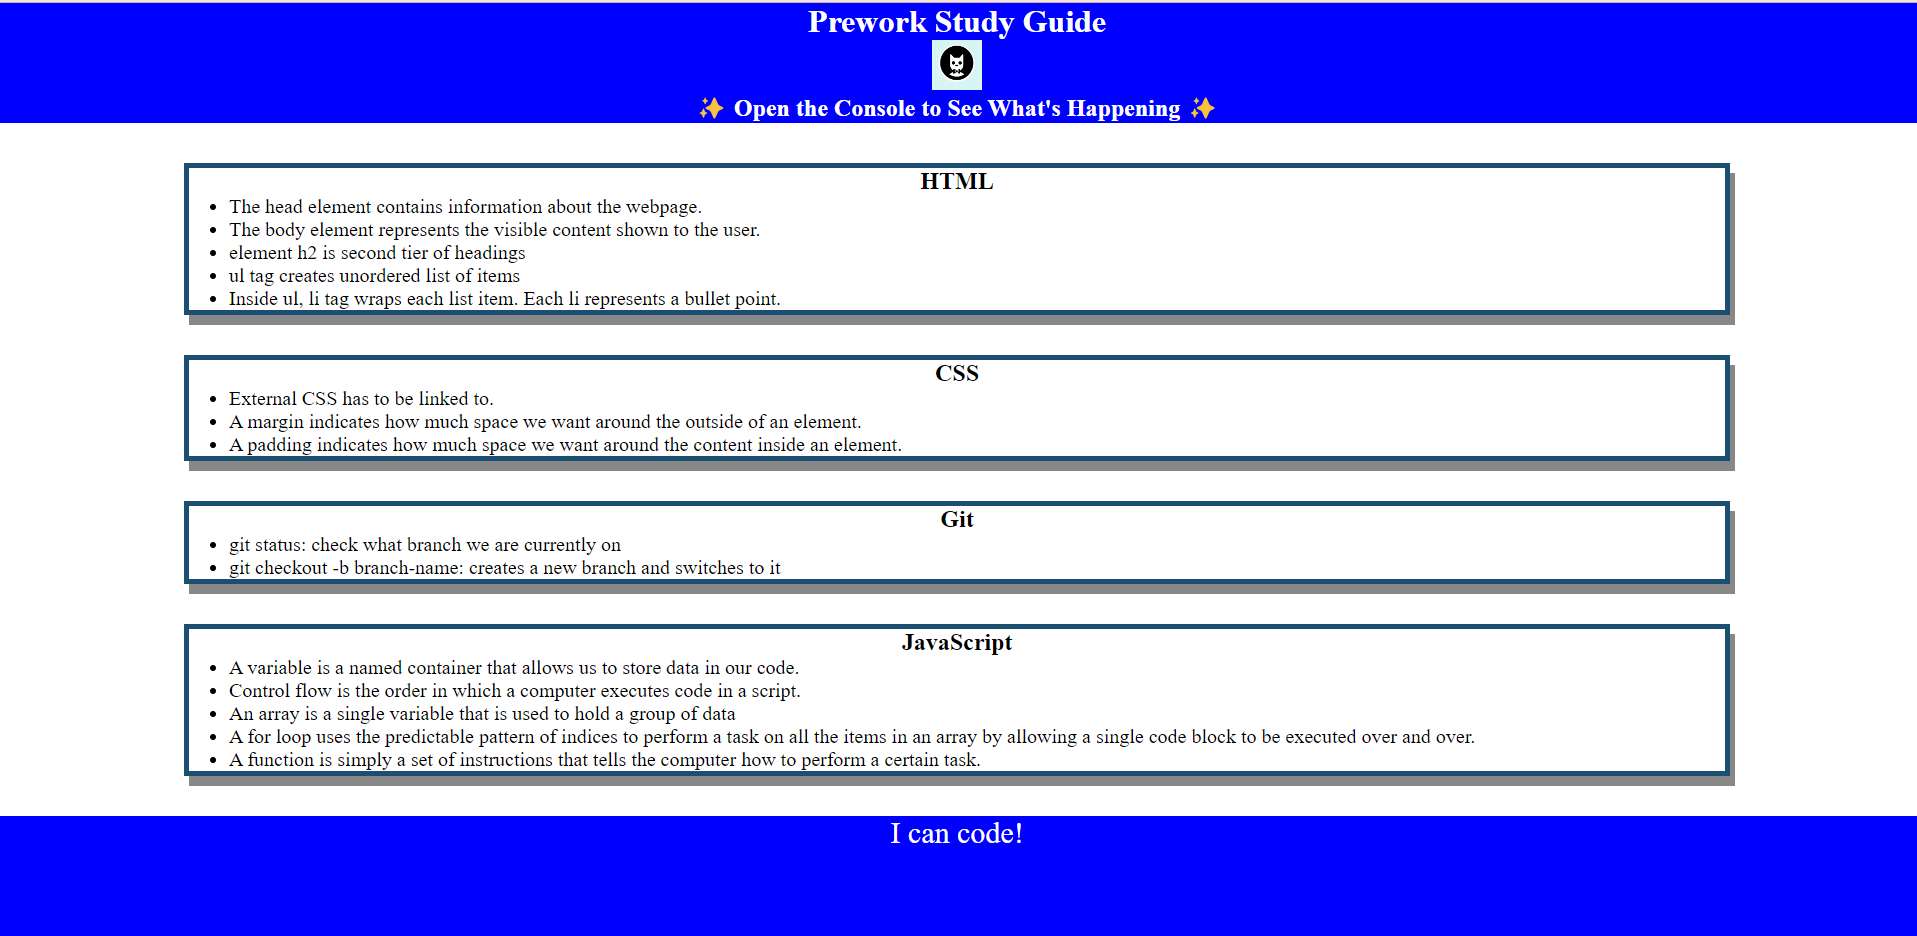 Prework Study Guide
✨ Open the Console to See What's Happening ✨
HTML
• The head element contains information about the webpage.
• The body element represents the visible content shown to the user.
• element h2 is second tier of headings
• ul tag creates unordered list of items
• Inside ul, li tag wraps each list item. Each li represents a bullet point.
CSS
• External CSS has to be linked to.
• A margin indicates how much space we want around the outside of an element.
• A padding indicates how much space we want around the content inside an element.
Git
• git status: check what branch we are currently on
• git checkout -b branch-name: creates a new branch and switches to it
JavaScript
• A variable is a named container that allows us to store data in our code.
• Control flow is the order in which a computer executes code in a script.
• An array is a single variable that is used to hold a group of data
• A for loop uses the predictable pattern of indices to perform a task on all the items in an array by allowing a single code block to be executed over and over.
• A function is simply a set of instructions that tells the computer how to perform a certain task.
I can code!